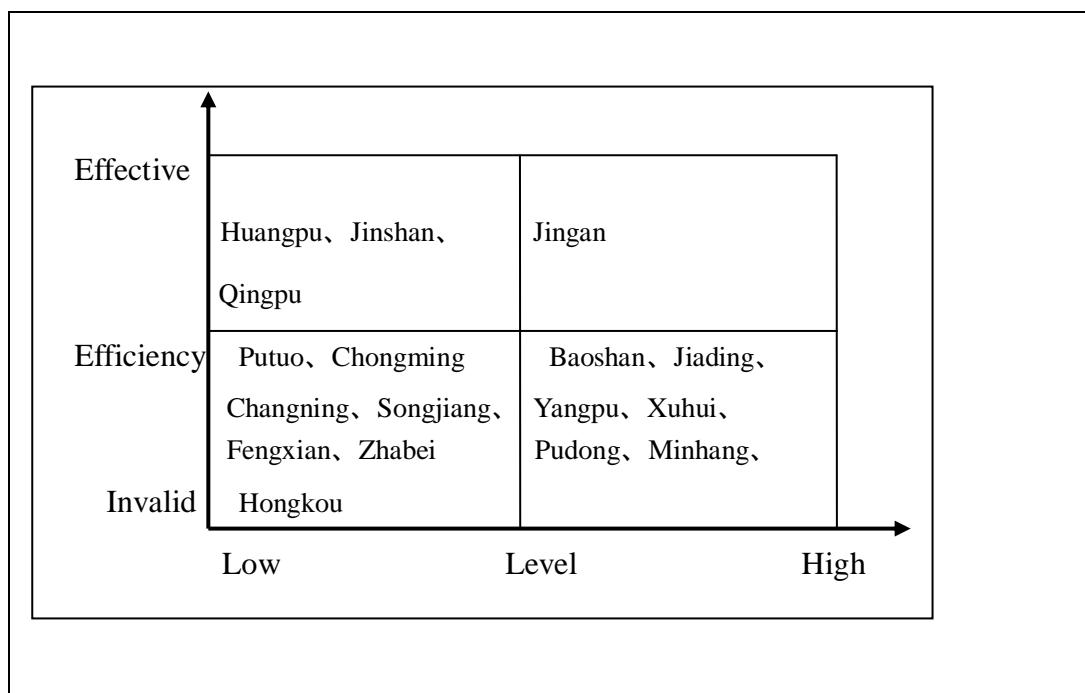 Effective
Huangpu、Jinshan、
Jingan
Qingpu
Efficiency
Putuo、Chongming
Baoshan、Jiading、
Changning、Songjiang、
Yangpu、Xuhui、
Fengxian、Zhabei
Pudong、Minhang、
Invalid
Hongkou
Low
Level
High